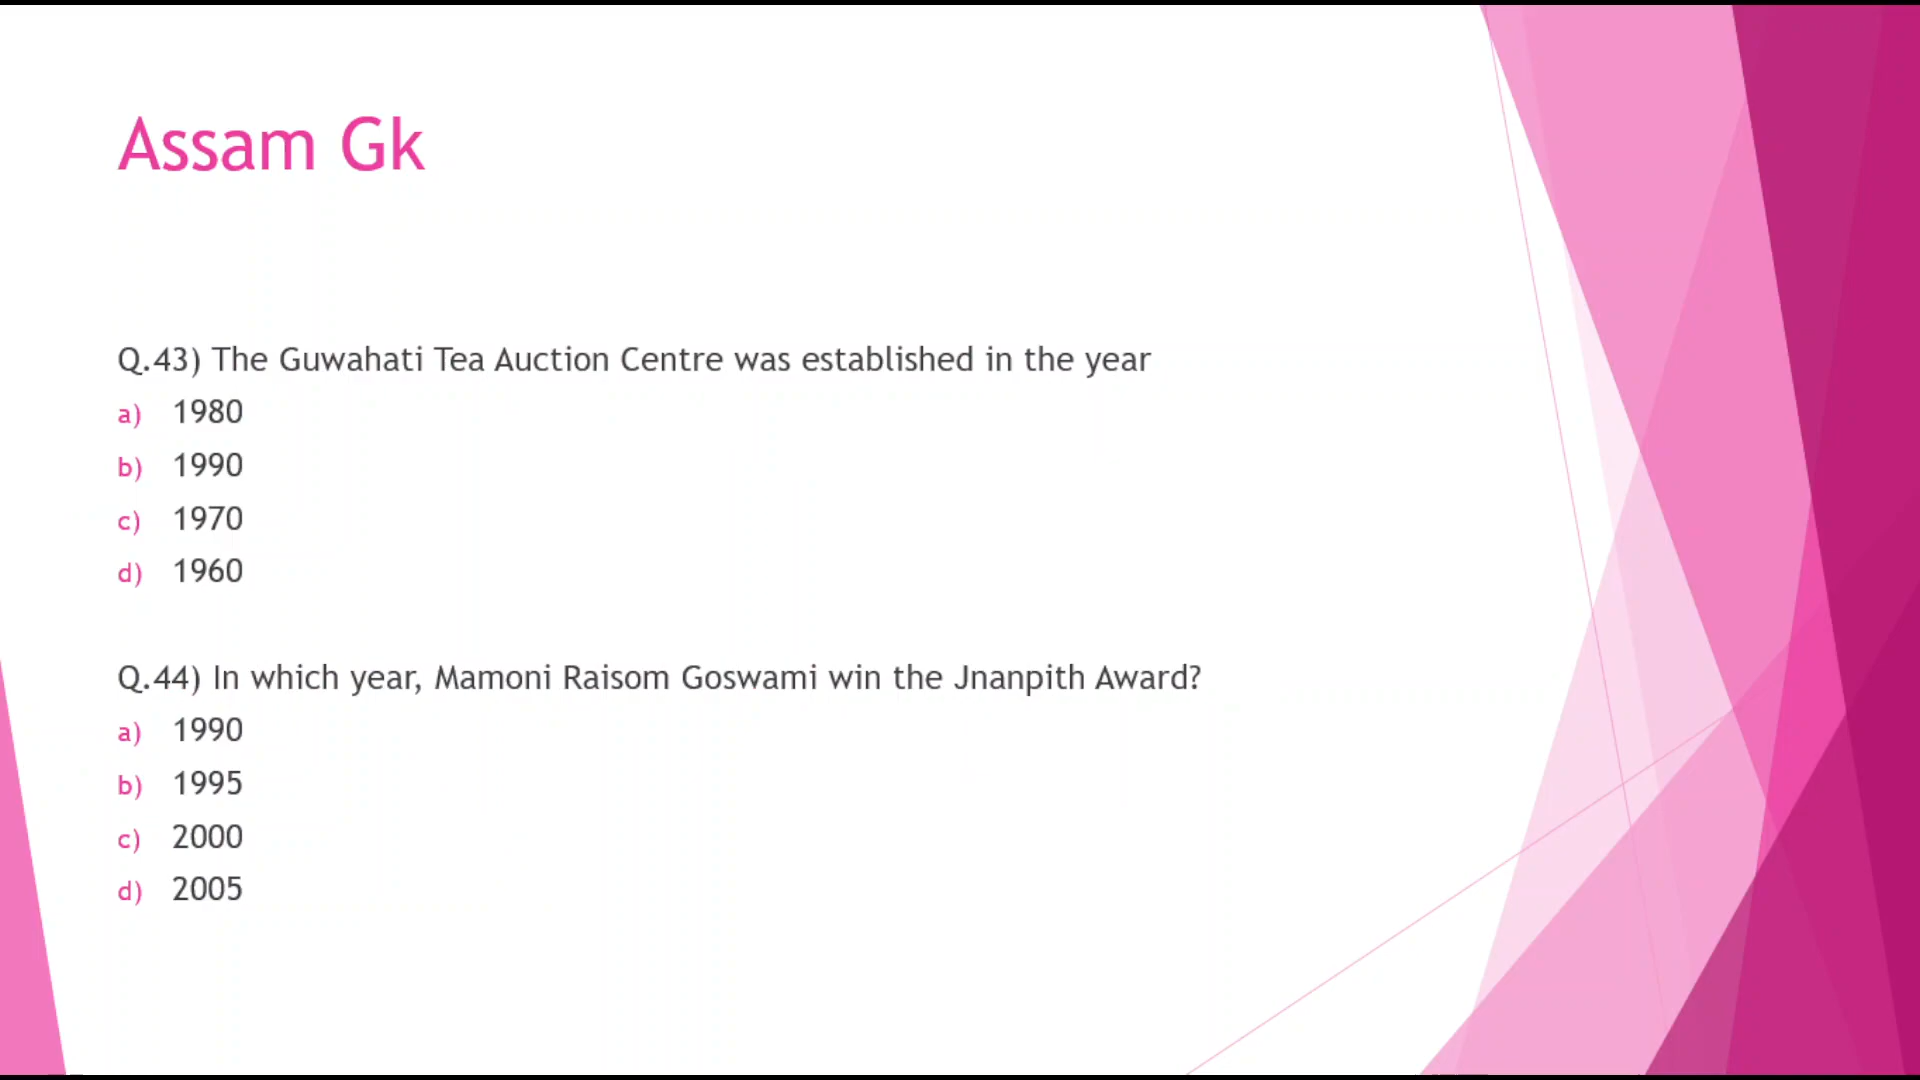 Assam Gk
Q.43) The Guwahati Tea Auction Centre was established in the year
a) 1980
b) 1990
c) 1970
d) 1960
Q.44) In which year, Mamoni Raisom Goswami win the Jnanpith Award?
a) 1990
b) 1995
c) 2000
d) 2005